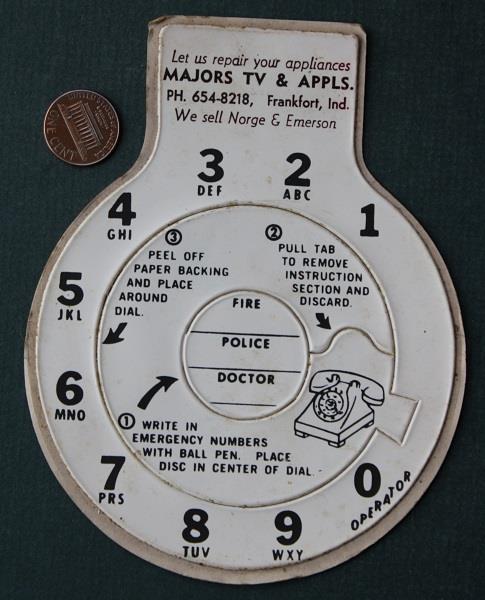 Let us repair your appliances
MAJORS TV & APPLS.
PH. 654-8218, Frankfort, Ind.
We sell Norge & Emerson
ONE CENT
1
2
ABC
3
DEF
4
GHI
5
JKL
6
MNO
7
PRS
8
TUV
9
WXY
0
OPERATOR
③
PEEL OFF
PAPER BACKING
AND PLACE
AROUND
DIAL.
②
PULL TAB
TO REMOVE
INSTRUCTION
SECTION AND
DISCARD.
FIRE
POLICE
DOCTOR
① WRITE IN
EMERGENCY NUMBERS
WITH BALL PEN. PLACE
DISC IN CENTER OF DIAL.